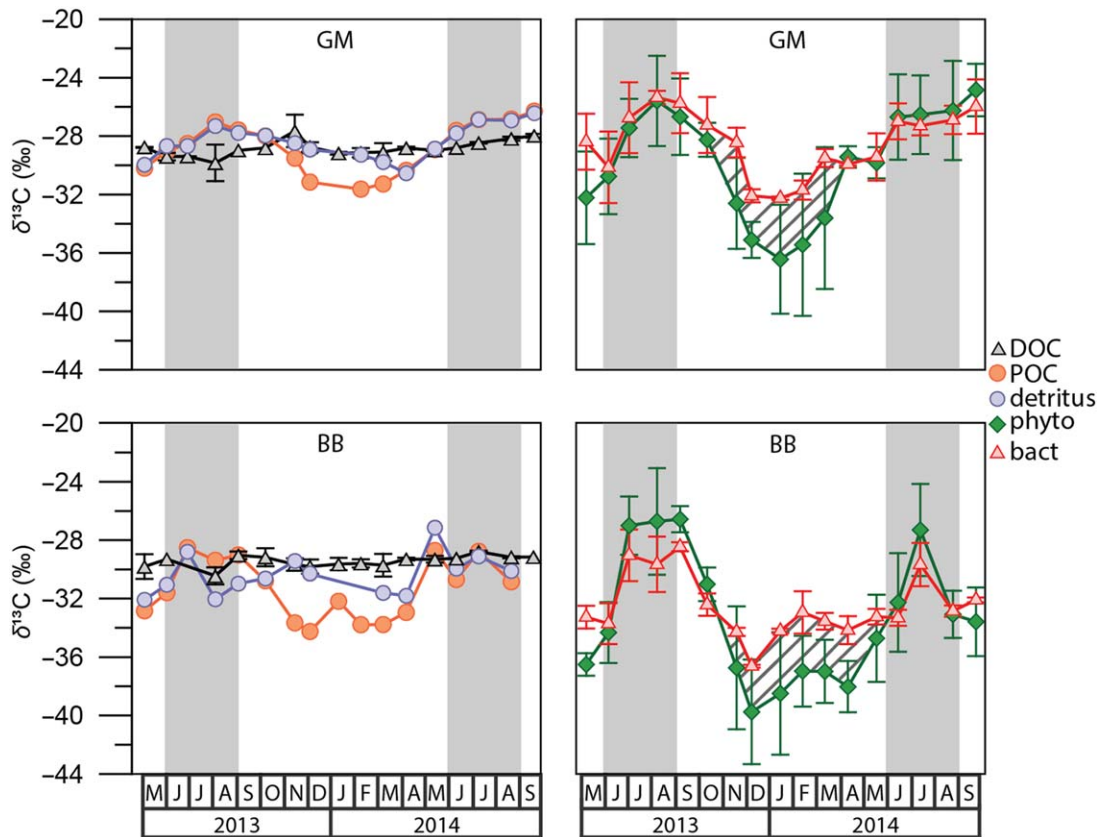 GM
GM
δ¹³C (‰)
−20
−24
−28
−32
−36
−40
−44
DOC
POC
detritus
phyto
bact
BB
BB
δ¹³C (‰)
−20
−24
−28
−32
−36
−40
−44
M J J A S O N D J F M A M J J A S
2013 2014
M J J A S O N D J F M A M J J A S
2013 2014